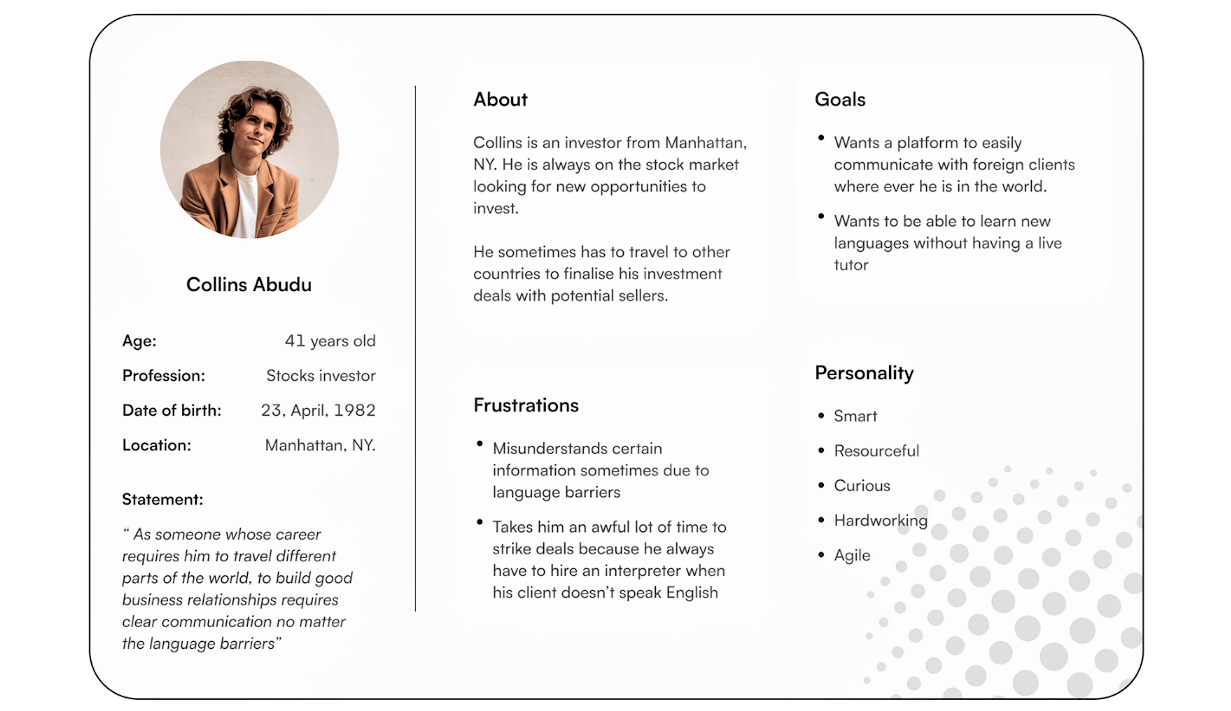 Collins Abudu
Age: 41 years old
Profession: Stocks investor
Date of birth: 23, April, 1982
Location: Manhattan, NY.
Statement:
“ As someone whose career
requires him to travel different
parts of the world, to build good
business relationships requires
clear communication no matter
the language barriers”
About
Collins is an investor from Manhattan,
NY. He is always on the stock market
looking for new opportunities to
invest.
He sometimes has to travel to other
countries to finalise his investment
deals with potential sellers.
Frustrations
• Misunderstands certain
information sometimes due to
language barriers
• Takes him an awful lot of time to
strike deals because he always
have to hire an interpreter when
his client doesn’t speak English
Goals
• Wants a platform to easily
communicate with foreign clients
where ever he is in the world.
• Wants to be able to learn new
languages without having a live
tutor
Personality
• Smart
• Resourceful
• Curious
• Hardworking
• Agile